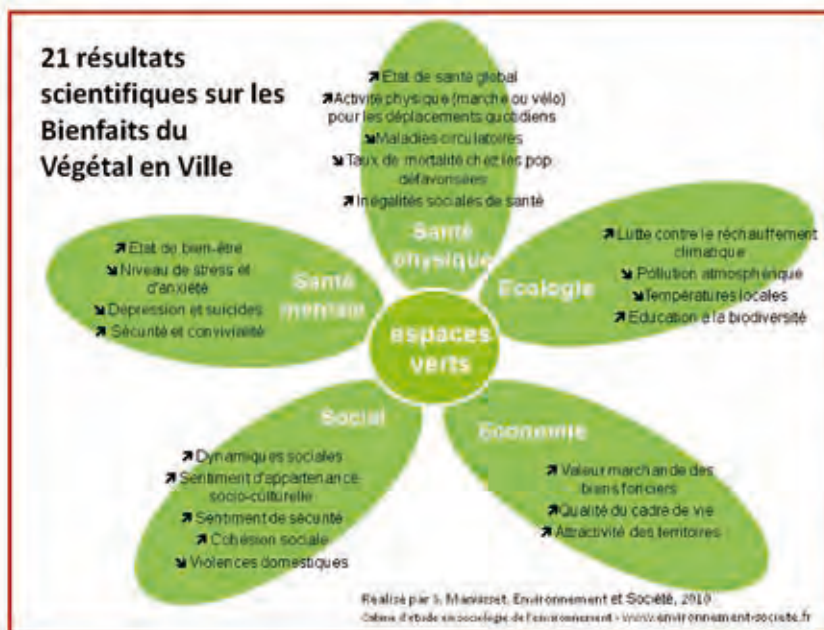 21 résultats
scientifiques sur les
Bienfaits du
Végétal en Ville
↗Etat de santé global
↗Activité physique (marche ou vélo)
pour les déplacements quotidiens
↘Maladies circulatoires
↘Taux de mortalité chez les pop
défavorisées
↗Inégalités sociales de santé
Santé
physique
↗Etat de bien-être
↘Niveau de stress et
d'anxiété
↘Dépression et suicides
↗Sécurité et convivialité
Santé
mentale
↗Lutte contre le réchauffement
climatique
↘Pollution atmosphérique
↘Températures locales
↗Education à la biodiversité
Ecologie
espaces
verts
Social
↗Dynamiques sociales
↗Sentiment d'appartenance
socio-culturelle
↗Sentiment de sécurité
↗Cohésion sociale
↘Violences domestiques
Economie
↗Valeur marchande des
biens fonciers
↗Qualité du cadre de vie
↗Attractivité des territoires
Réalisé par S. Manusset, Environnement et Société, 2010
Cabinet d'étude en sociologie de l'environnement - www.environnement-societe.fr